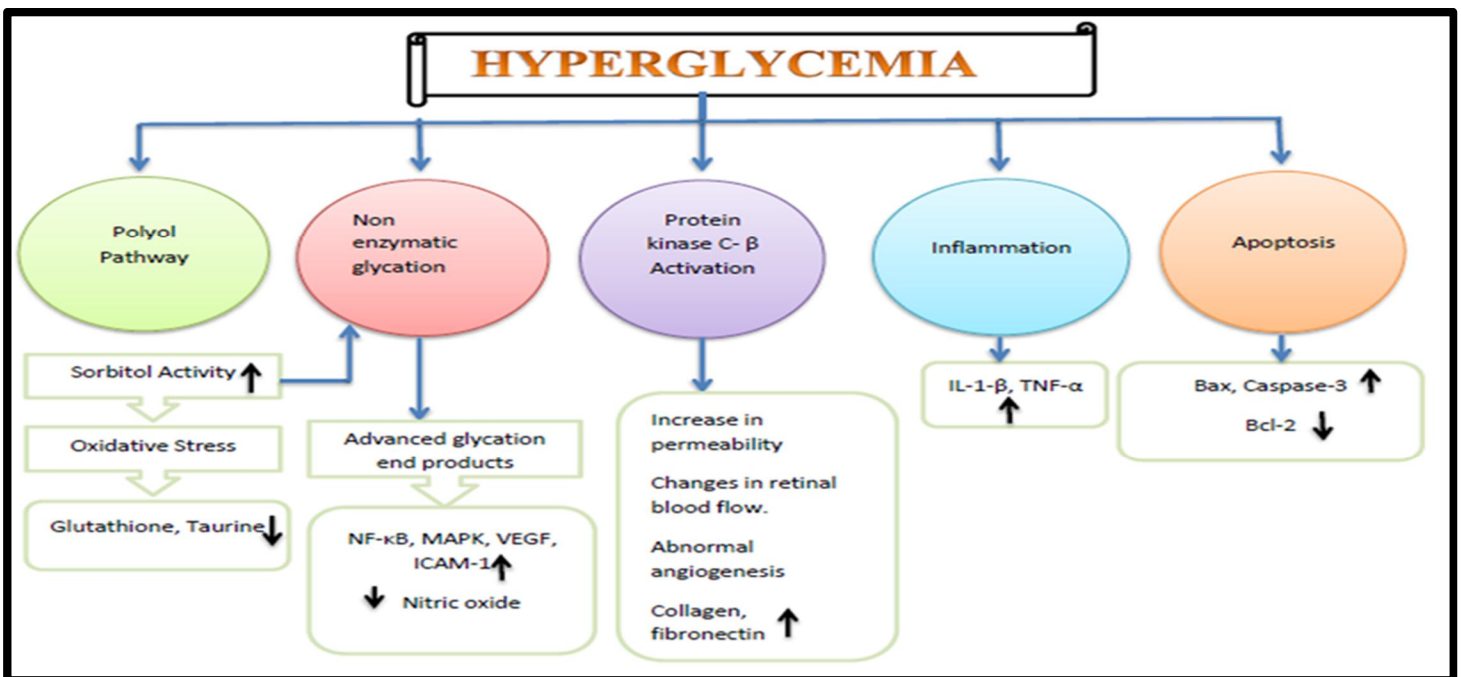 HYPERGLYCEMIA
Polyol
Pathway
Non
enzymatic
glycation
Protein
kinase C- β
Activation
Inflammation
Apoptosis
Sorbitol Activity
Oxidative Stress
Glutathione, Taurine
Advanced glycation
end products
NF-κB, MAPK, VEGF,
ICAM-1
Nitric oxide
Increase in
permeability
Changes in retinal
blood flow.
Abnormal
angiogenesis
Collagen,
fibronectin
IL-1-β, TNF-α
Bax, Caspase-3
Bcl-2